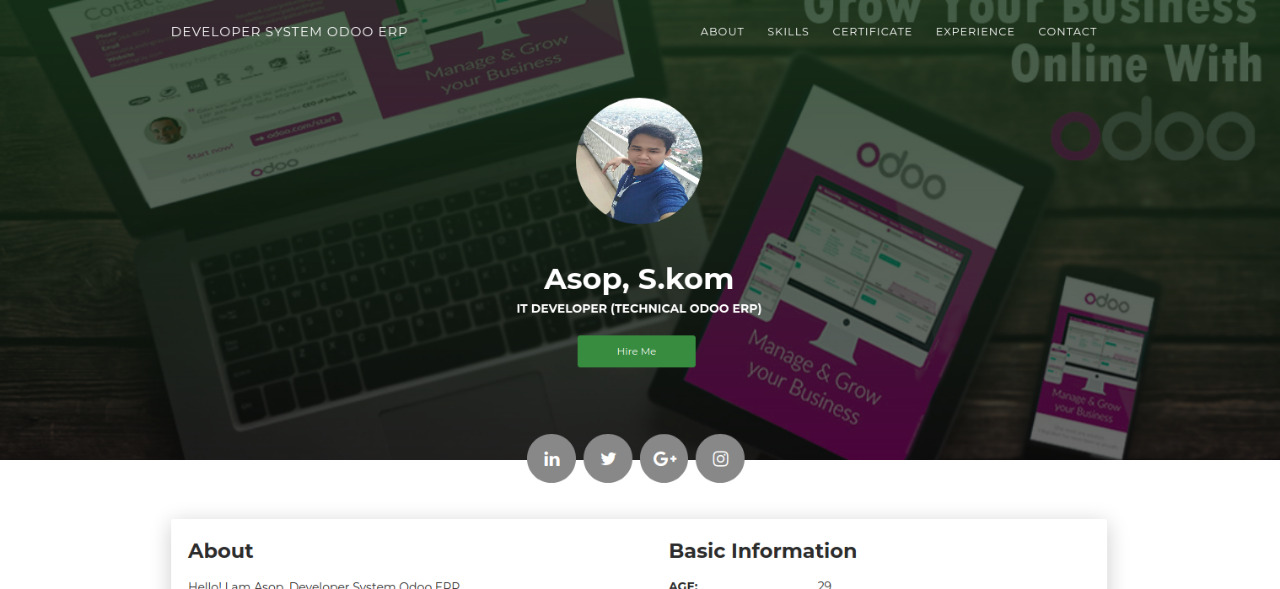 Grow Your Business
DEVELOPER SYSTEM ODOO ERP
ABOUT SKILLS CERTIFICATE EXPERIENCE CONTACT
Online With
odoo
Contact
Manage & Grow
your Business
Start now!
odoo.com/start
odoo
odoo
Asop, S.kom
IT DEVELOPER (TECHNICAL ODOO ERP)
Hire Me
Manage & Grow
your Business
odoo
Manage & Grow
your Business
in
G+
About
Basic Information
Hello! I am Asop, Developer System Odoo ERP
AGE: 29